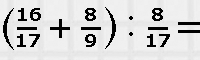 (16/17 + 8/9) : 8/17 =